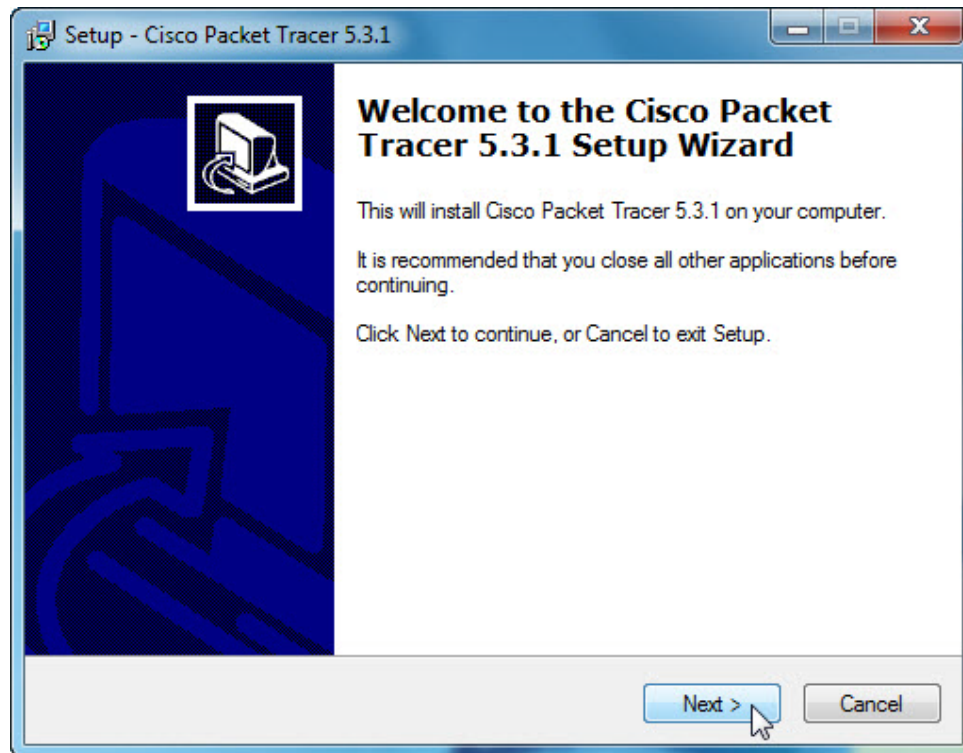 Setup - Cisco Packet Tracer 5.3.1
Welcome to the Cisco Packet
Tracer 5.3.1 Setup Wizard
This will install Cisco Packet Tracer 5.3.1 on your computer.
It is recommended that you close all other applications before
continuing.
Click Next to continue, or Cancel to exit Setup.
Next >
Cancel